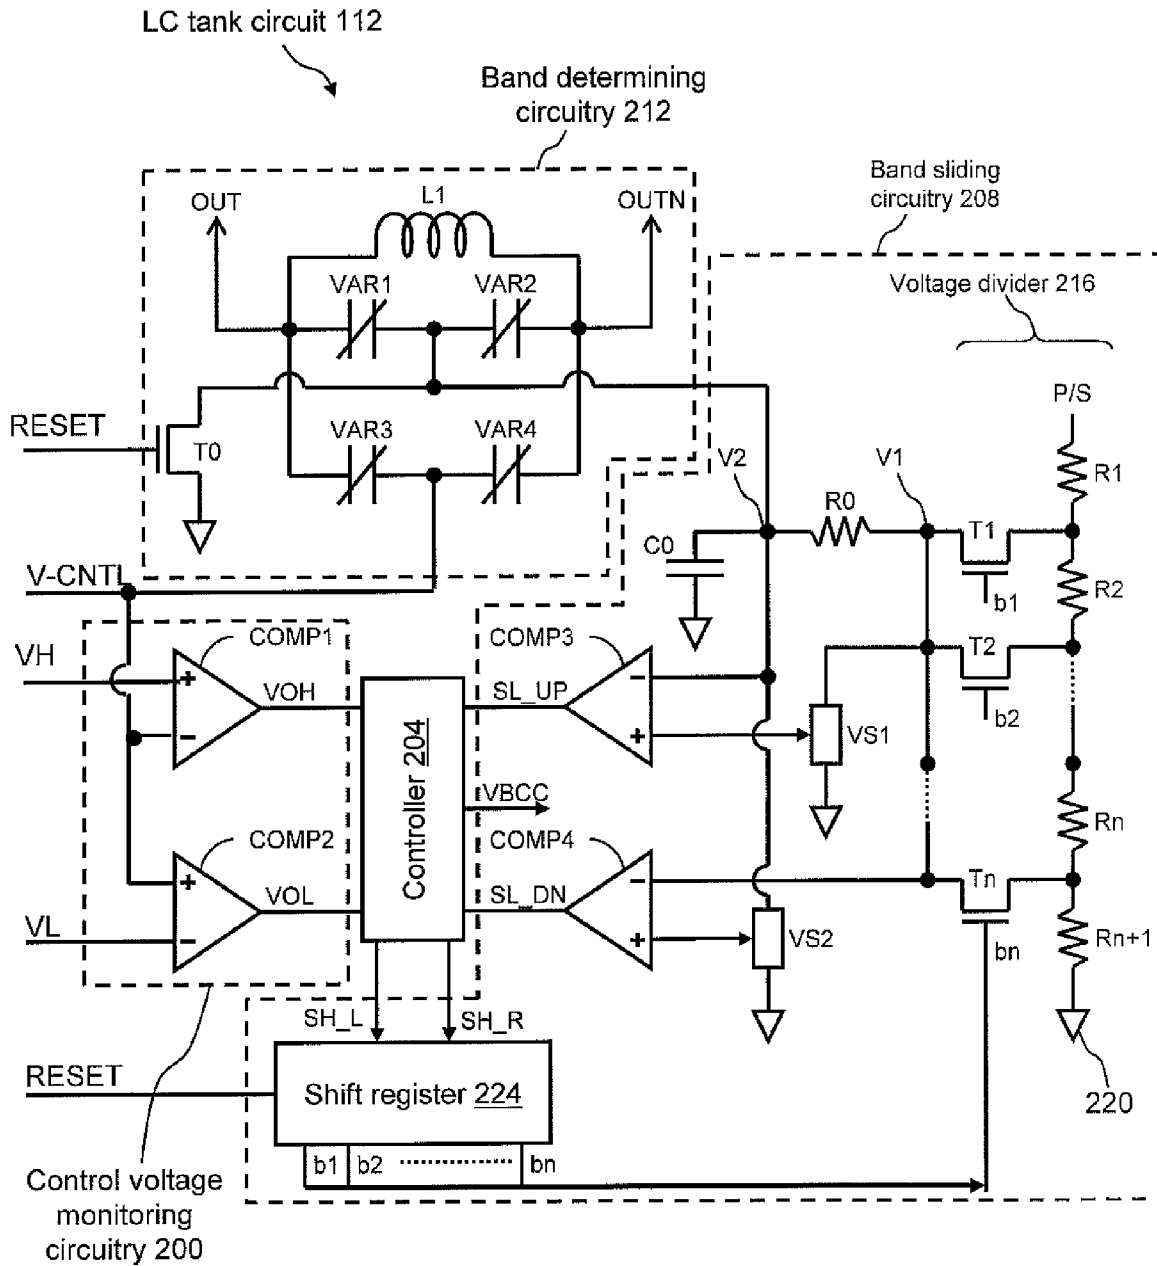 LC tank circuit 112
Band determining
circuitry 212
Band sliding
circuitry 208
OUT
L1
OUTN
VAR1
VAR2
Voltage divider 216
P/S
RESET
T0
VAR3
VAR4
V2
V1
R1
R0
T1
C0
b1
R2
V-CNTL
COMP1
COMP3
T2
VH
+
-
VOH
SL_UP
-
+
b2
VS1
Controller 204
VBCC
COMP2
COMP4
Rn
+
-
VOL
SL_DN
-
+
Tn
VL
VS2
bn
Rn+1
SH_L
SH_R
RESET
Shift register 224
220
b1
b2
bn
Control voltage
monitoring
circuitry 200